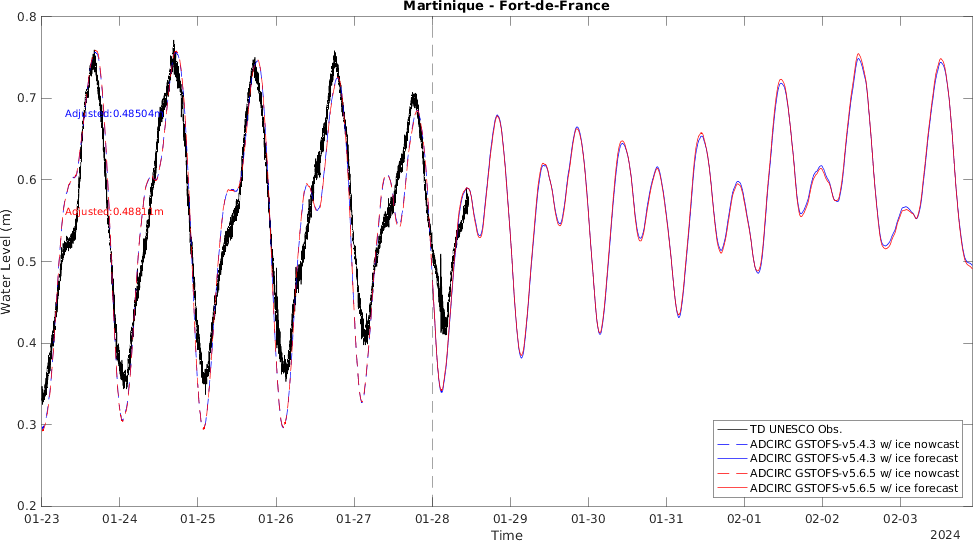 Martinique - Fort-de-France
0.8
0.7
0.6
0.5
0.4
0.3
0.2
Water Level (m)
Adjusted:0.48504m
Adjusted:0.48811m
TD UNESCO Obs.
ADCIRC GSTOFS-v5.4.3 w/ ice nowcast
ADCIRC GSTOFS-v5.4.3 w/ ice forecast
ADCIRC GSTOFS-v5.6.5 w/ ice nowcast
ADCIRC GSTOFS-v5.6.5 w/ ice forecast
01-23 01-24 01-25 01-26 01-27 01-28 01-29 01-30 01-31 02-01 02-02 02-03
Time
2024